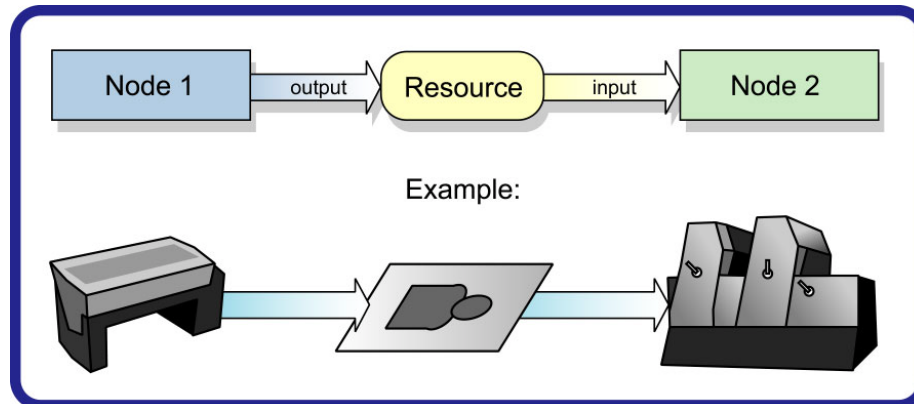 Node 1
output
Resource
input
Node 2
Example: